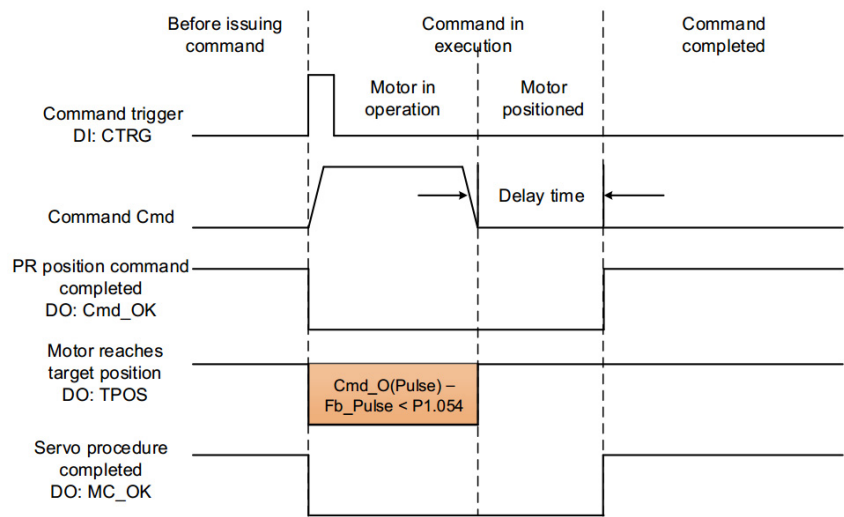 Before issuing
command
Command in
execution
Command
completed
Motor in
operation
Motor
positioned
Command trigger
DI: CTRG
Delay time
Command Cmd
PR position command
completed
DO: Cmd_OK
Motor reaches
target position
DO: TPOS
Cmd_O(Pulse) –
Fb_Pulse < P1.054
Servo procedure
completed
DO: MC_OK